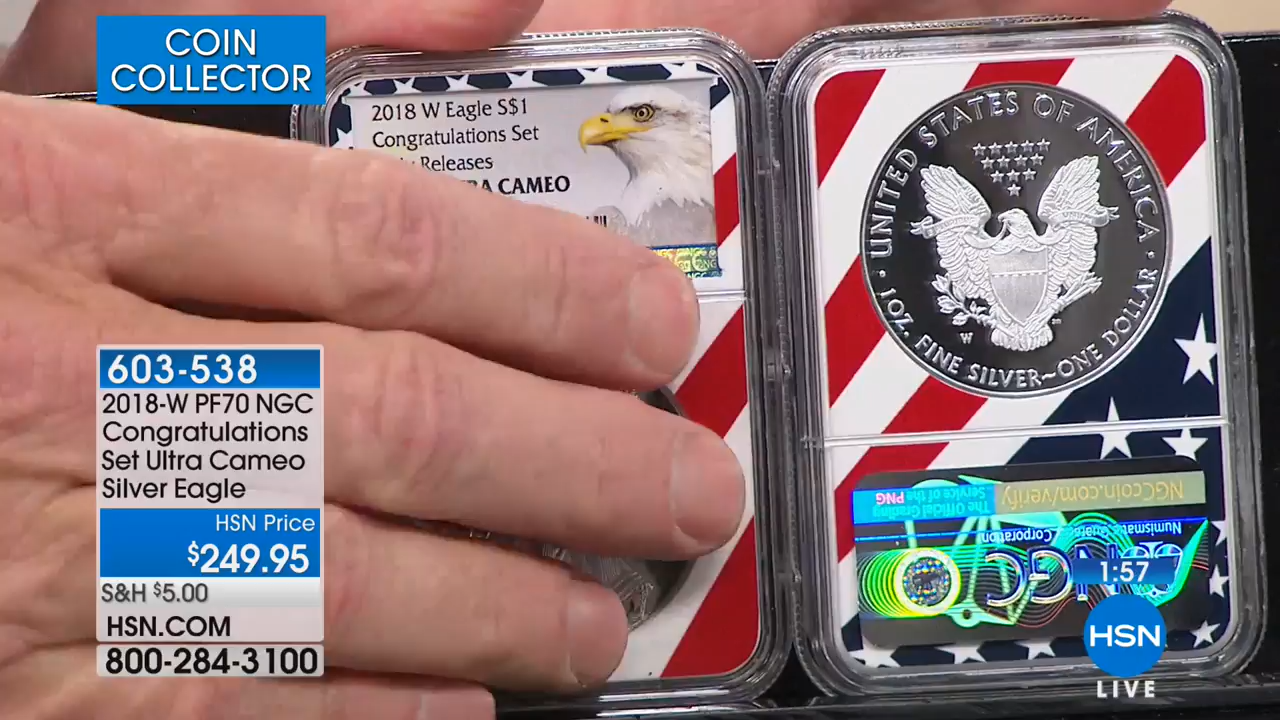 COIN
COLLECTOR
2018 W Eagle S$1
Congratulations Set
Releases
CAMEO
UNITED STATES OF AMERICA
W
1 OZ. FINE SILVER~ONE DOLLAR
603-538
2018-W PF70 NGC
Congratulations
Set Ultra Cameo
Silver Eagle
HSN Price
$249.95
S&H $5.00
HSN.COM
800-284-3100
NGCcoin.com/verify
The Official Grading
Service of the PNG
Numismatic
Corporation
NGC
1:57
HSN
LIVE